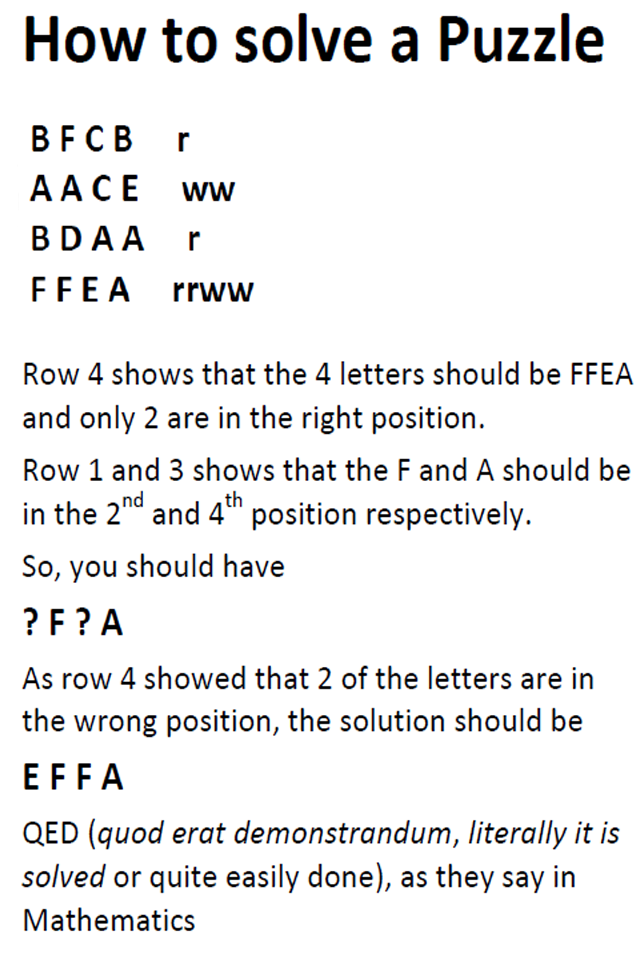 How to solve a Puzzle
B F C B r
A A C E ww
B D A A r
F F E A rrww
Row 4 shows that the 4 letters should be FFEA
and only 2 are in the right position.
Row 1 and 3 shows that the F and A should be
in the 2nd and 4th position respectively.
So, you should have
? F ? A
As row 4 showed that 2 of the letters are in
the wrong position, the solution should be
E F F A
QED (quod erat demonstrandum, literally it is
solved or quite easily done), as they say in
Mathematics